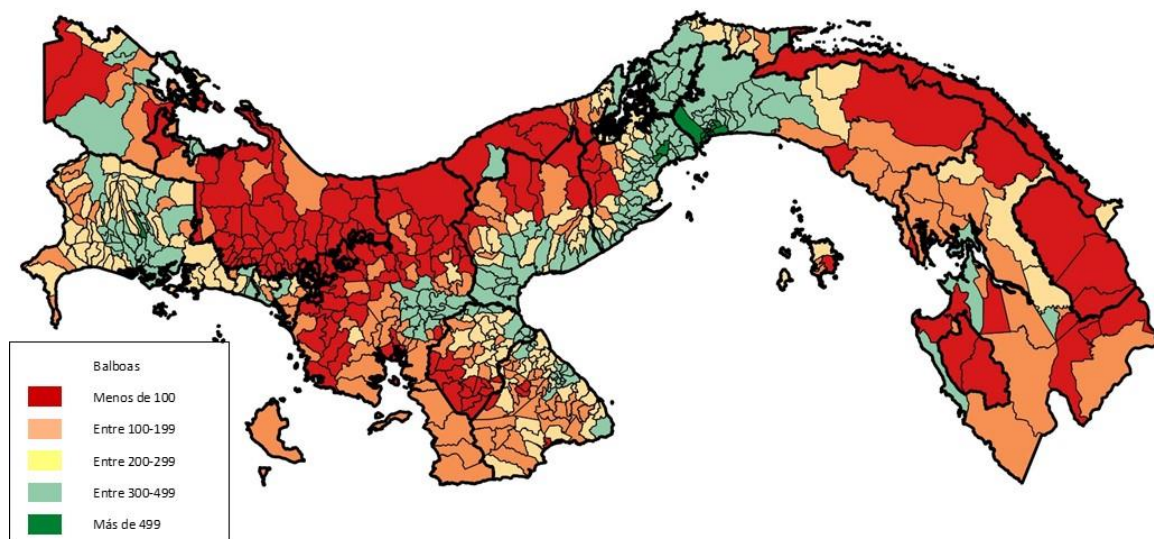 Balboas
Menos de 100
Entre 100-199
Entre 200-299
Entre 300-499
Más de 499